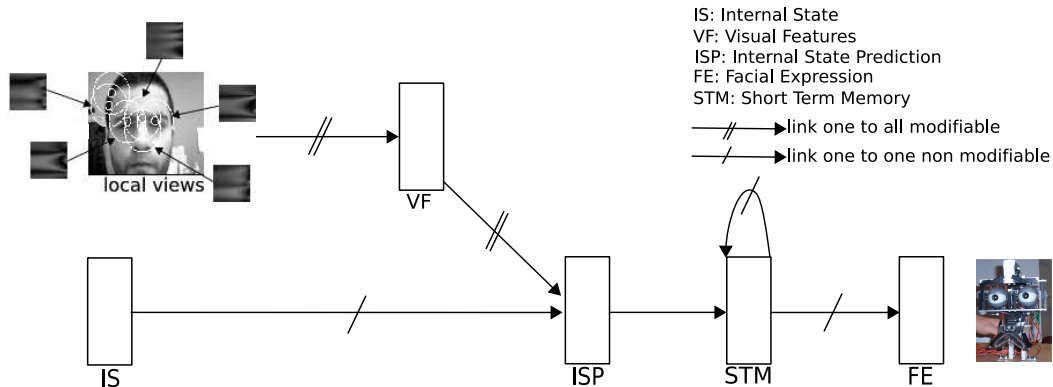 IS: Internal State
VF: Visual Features
ISP: Internal State Prediction
FE: Facial Expression
STM: Short Term Memory
link one to all modifiable
link one to one non modifiable
local views
VF
IS
ISP
STM
FE